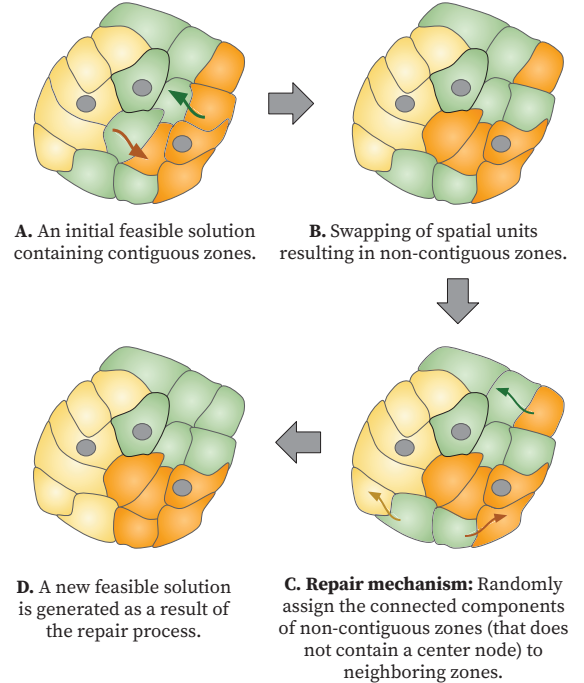 A. An initial feasible solution
containing contiguous zones.
B. Swapping of spatial units
resulting in non-contiguous zones.
D. A new feasible solution
is generated as a result of
the repair process.
C. Repair mechanism: Randomly
assign the connected components
of non-contiguous zones (that does
not contain a center node) to
neighboring zones.